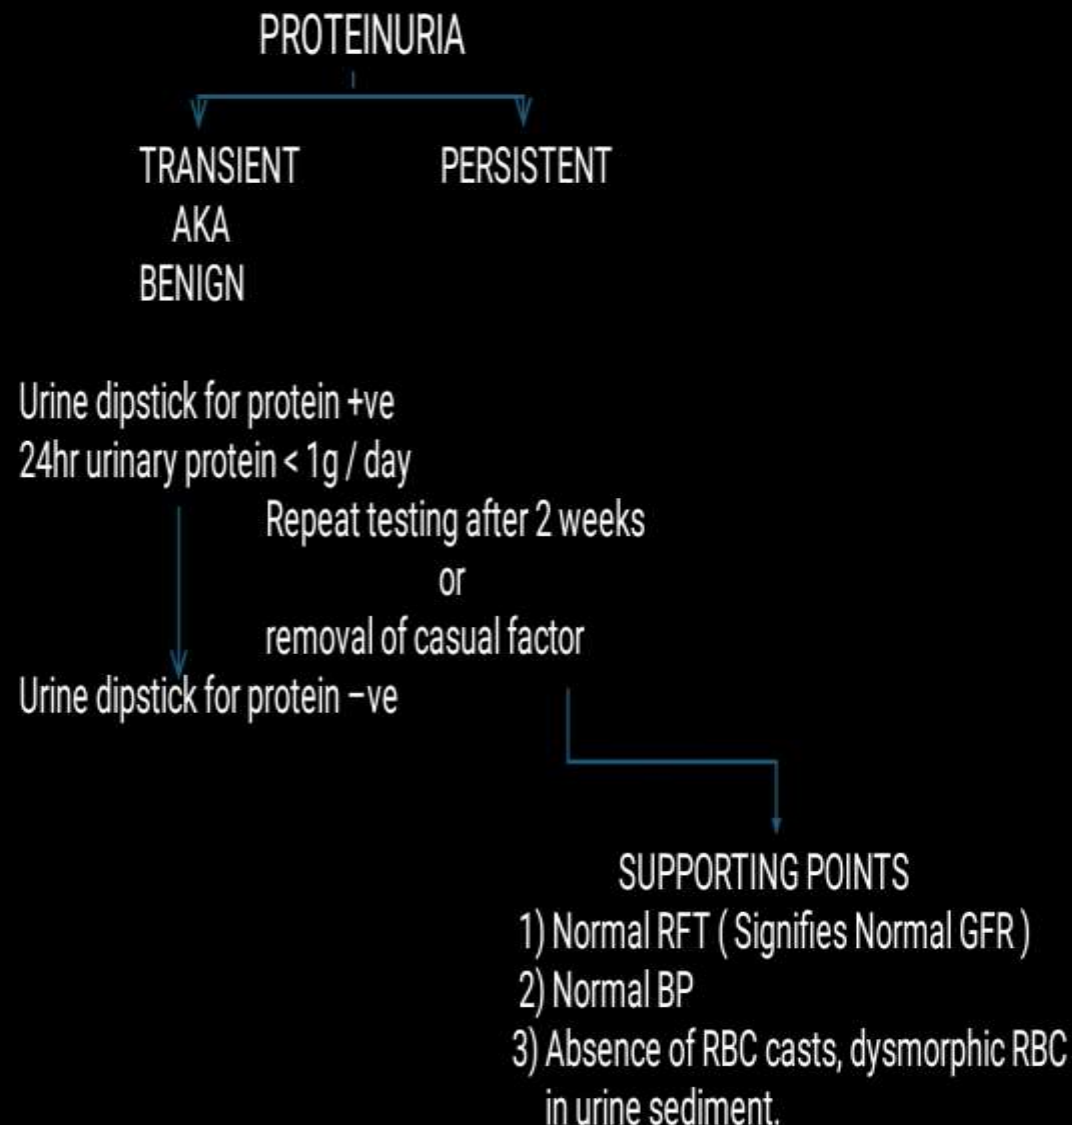 PROTEINURIA
TRANSIENT
AKA
BENIGN
PERSISTENT
Urine dipstick for protein +ve
24hr urinary protein < 1g / day
Repeat testing after 2 weeks
or
removal of casual factor
Urine dipstick for protein −ve
SUPPORTING POINTS
1) Normal RFT ( Signifies Normal GFR )
2) Normal BP
3) Absence of RBC casts, dysmorphic RBC
in urine sediment.